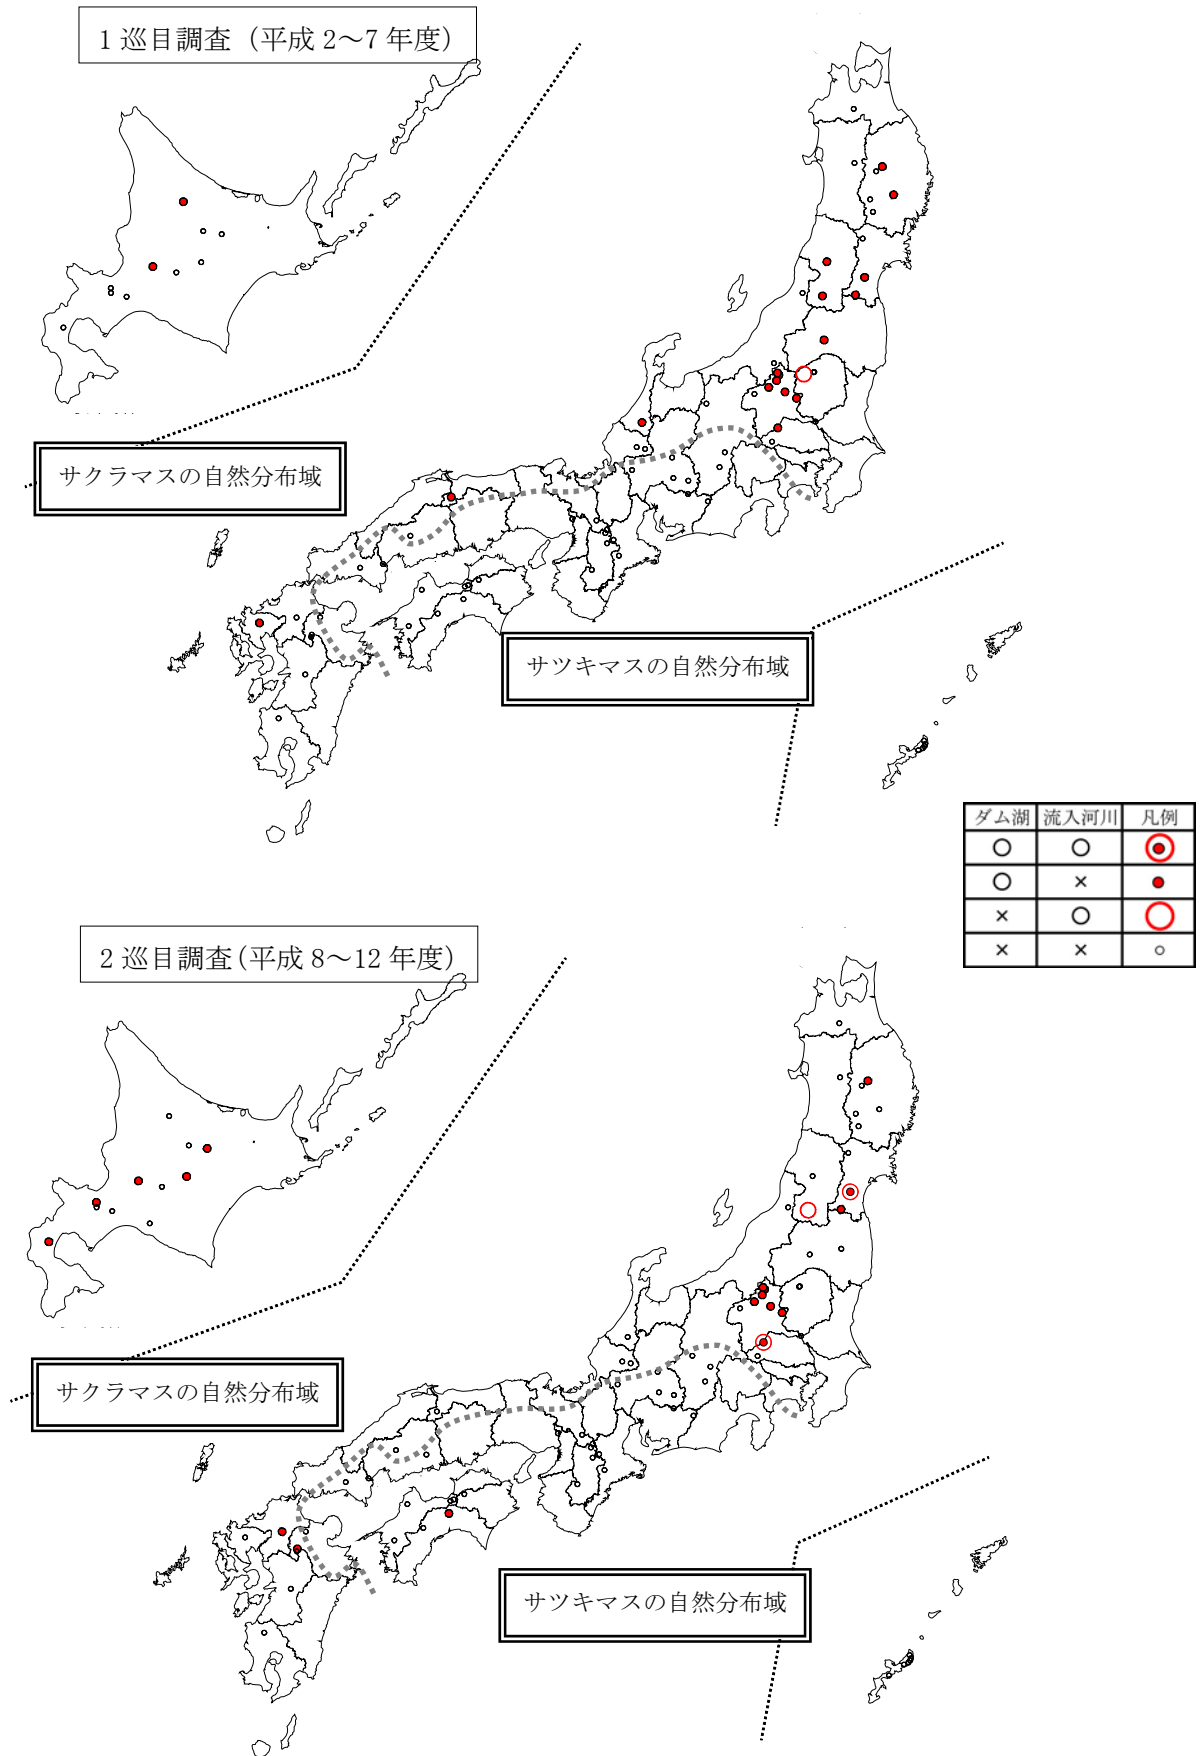 1 巡目調査（平成 2～7 年度）
サクラマスの自然分布域
サツキマスの自然分布域
ダム湖 流入河川 凡例
○ ○
○ ×
× ○
× ×
2 巡目調査（平成 8～12 年度）
サクラマスの自然分布域
サツキマスの自然分布域